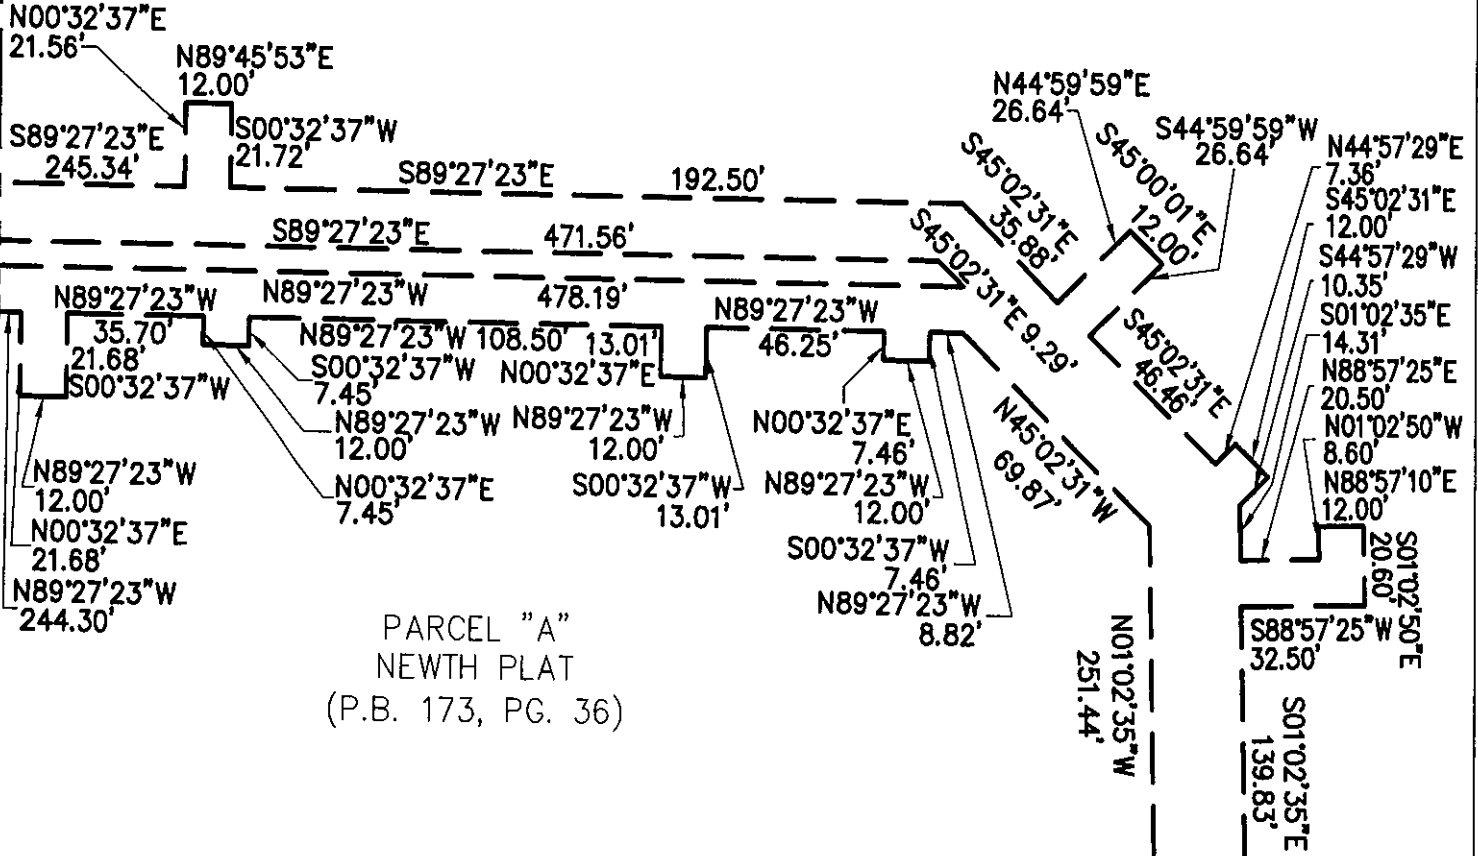 N00°32'37"E
21.56'
N89°45'53"E
12.00'
S89°27'23"E
245.34'
S00°32'37"W
21.72'
S89°27'23"E 192.50'
N44°59'59"E
26.64'
S45°02'31"E
35.88'
S45°00'01"E
12.00'
S44°59'59"W
26.64'
N44°57'29"E
7.36'
S45°02'31"E
12.00'
S44°57'29"W
10.35'
S01°02'35"E
14.31'
N88°57'25"E
20.50'
N01°02'50"W
8.60'
N88°57'10"E
12.00'
S89°27'23"E 471.56'
S45°02'31"E 9.29'
N89°27'23"W 478.19'
S45°02'31"E
46.46'
N89°27'23"W
35.70'
21.68'
S00°32'37"W
N89°27'23"W 108.50'
S00°32'37"W
7.45'
13.01'
N00°32'37"E
N89°27'23"W
46.25'
N89°27'23"W
12.00'
N89°27'23"W
12.00'
N00°32'37"E
7.46'
N45°02'31"W
69.87'
N89°27'23"W
12.00'
N00°32'37"E
7.45'
S00°32'37"W
13.01'
N89°27'23"W
12.00'
N00°32'37"E
21.68'
S00°32'37"W
7.46'
N89°27'23"W
244.30'
N89°27'23"W
8.82'
S01°02'50"E
20.60'
S88°57'25"W
32.50'
N01°02'35"W
251.44'
S01°02'35"E
139.83'
PARCEL "A"
NEWTH PLAT
(P.B. 173, PG. 36)